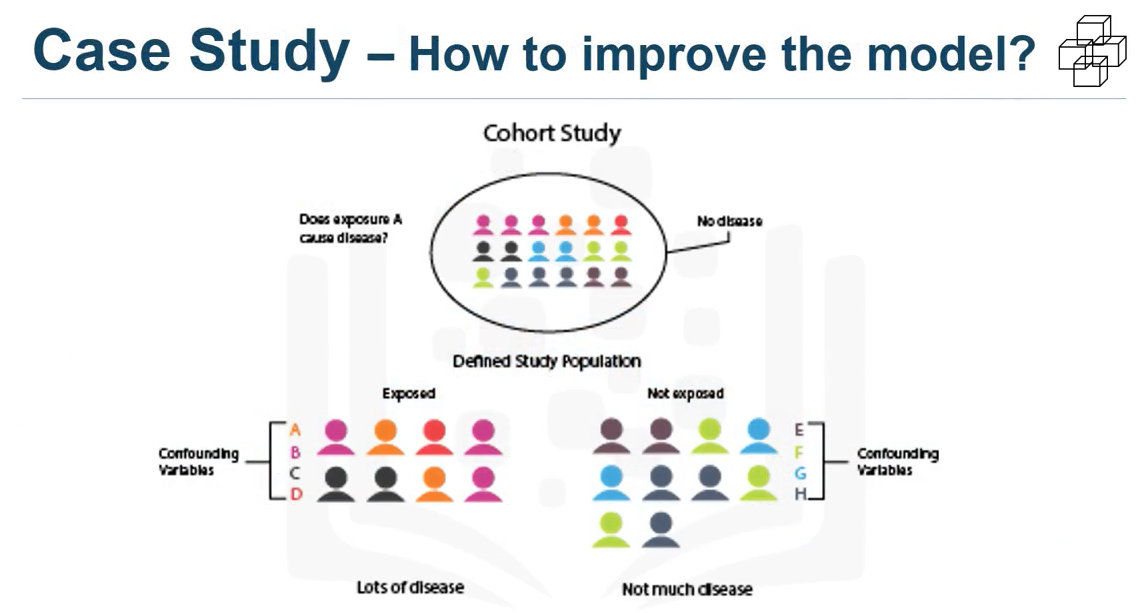 Case Study – How to improve the model?
Cohort Study
Does exposure A
cause disease?
No disease
Defined Study Population
Exposed
Not exposed
Confounding
Variables
A
B
C
D
E
F
G
H
Confounding
Variables
Lots of disease
Not much disease